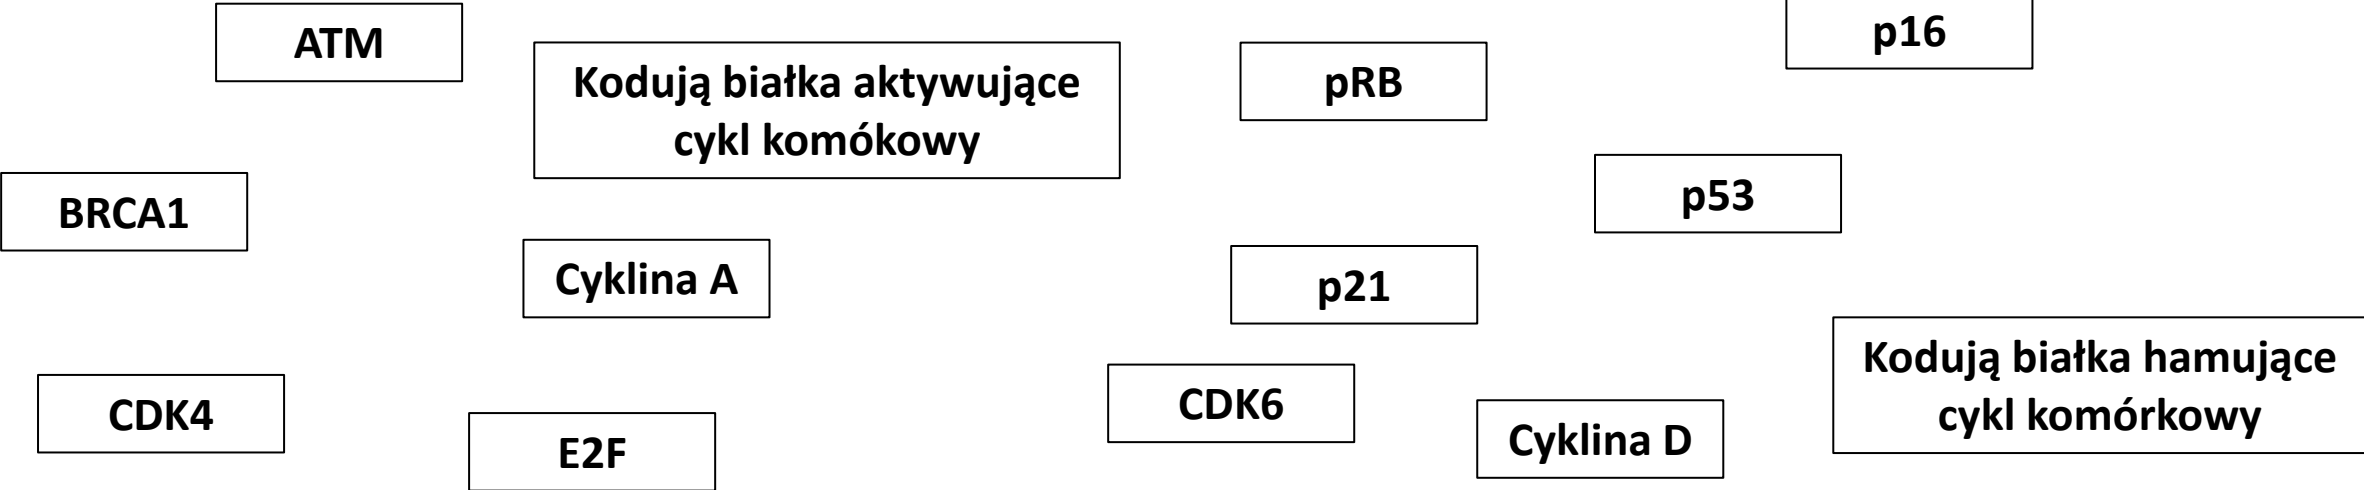 ATM
p16
Kodują białka aktywujące
cykl komókowy
pRB
p53
BRCA1
Cyklina A
p21
Kodują białka hamujące
cykl komórkowy
CDK4
CDK6
Cyklina D
E2F